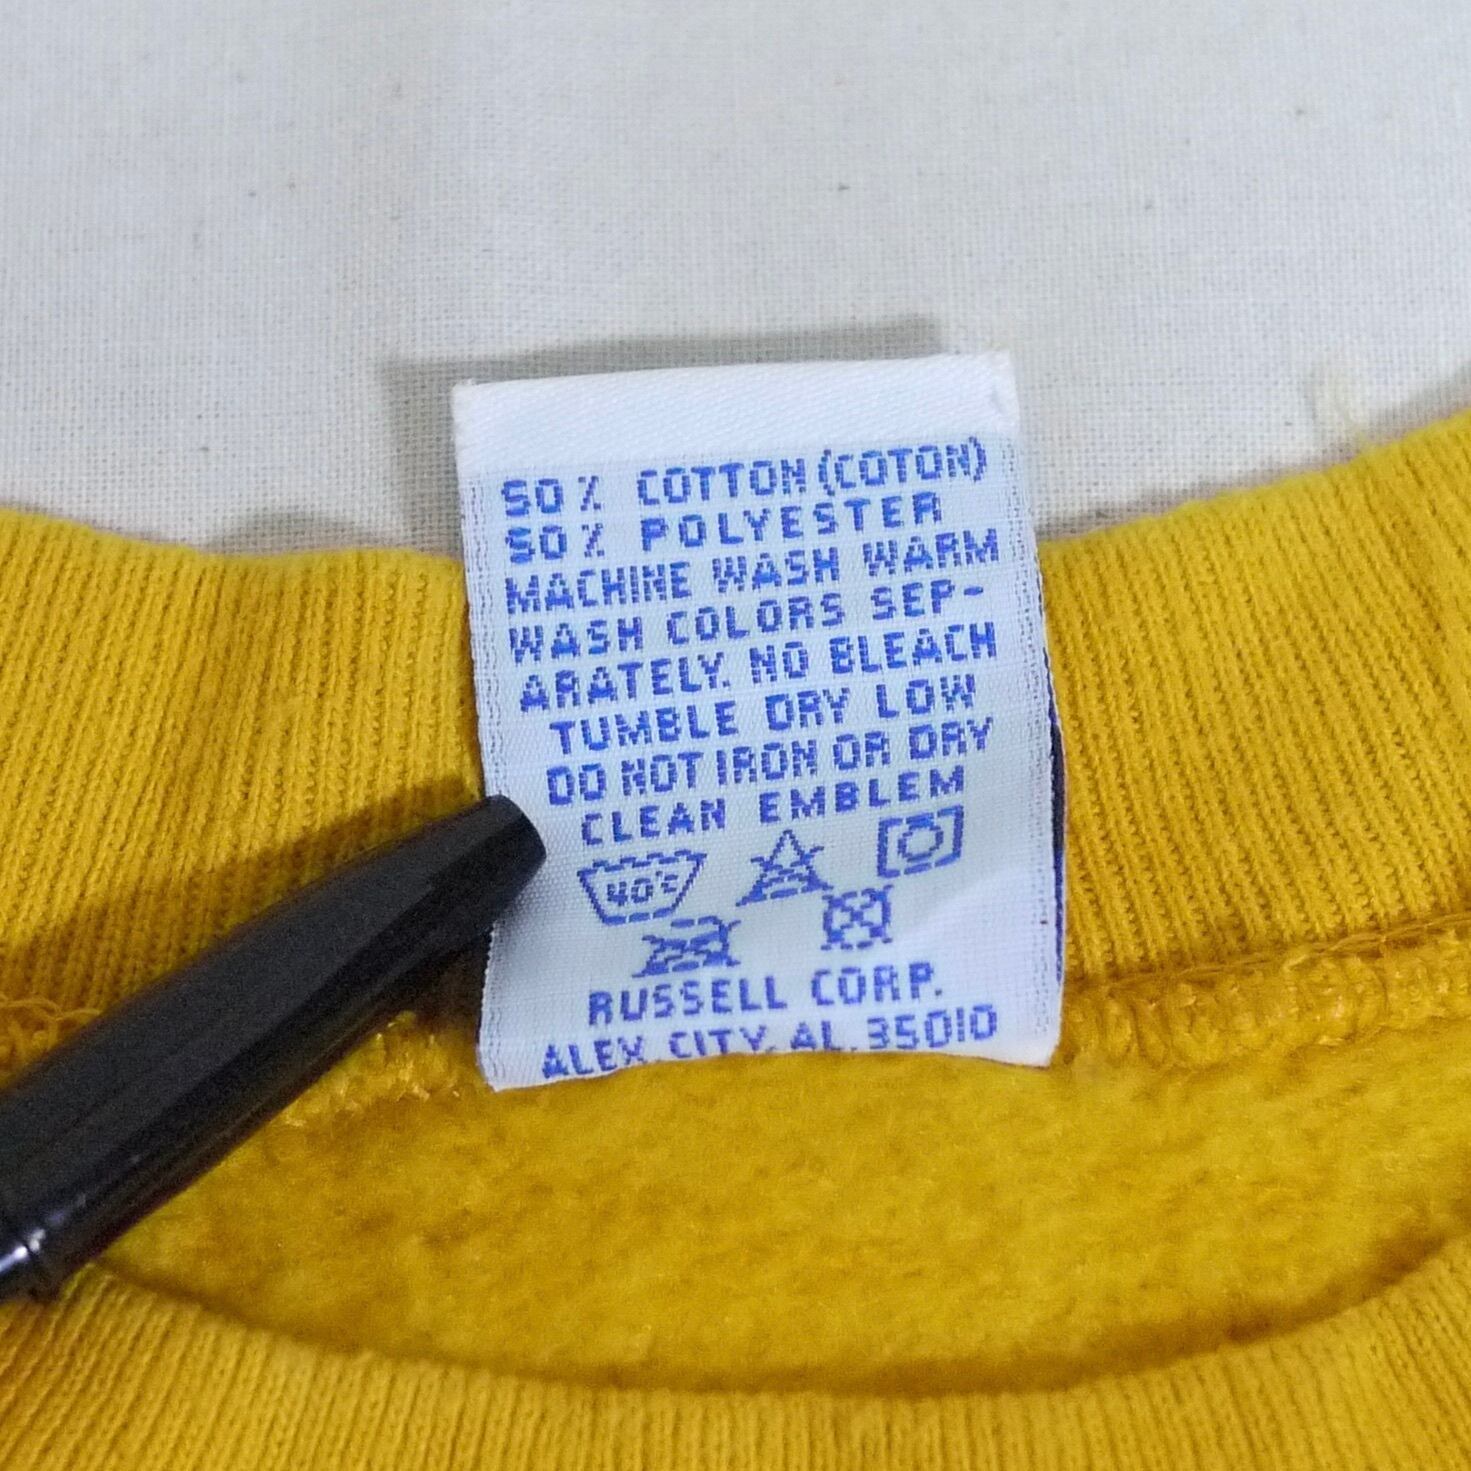 50% COTTON (COTON)
50% POLYESTER
MACHINE WASH WARM
WASH COLORS SEP-
ARATELY. NO BLEACH
TUMBLE DRY LOW
DO NOT IRON OR DRY
CLEAN EMBLEM
40°C
RUSSELL CORP.
ALEX. CITY, AL. 35010